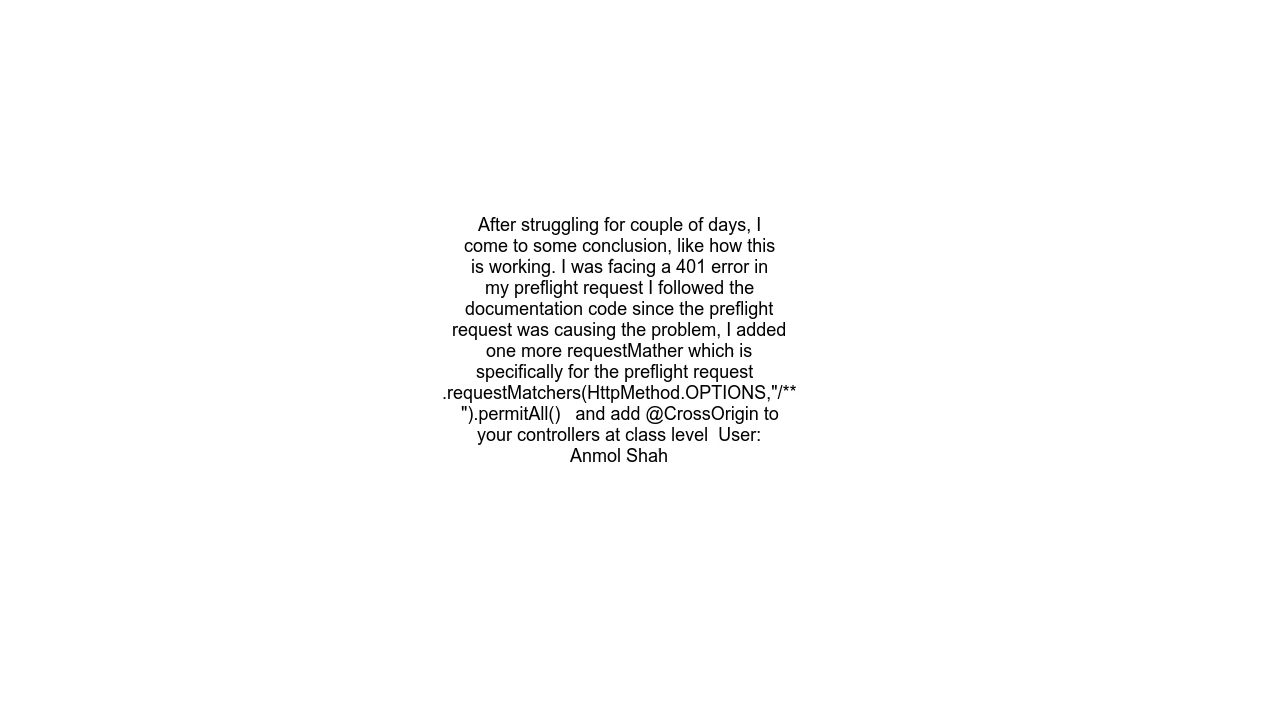 After struggling for couple of days, I
come to some conclusion, like how this
is working. I was facing a 401 error in
my preflight request I followed the
documentation code since the preflight
request was causing the problem, I added
one more requestMather which is
specifically for the preflight request
.requestMatchers(HttpMethod.OPTIONS,"/**
").permitAll()   and add @CrossOrigin to
your controllers at class level  User:
Anmol Shah